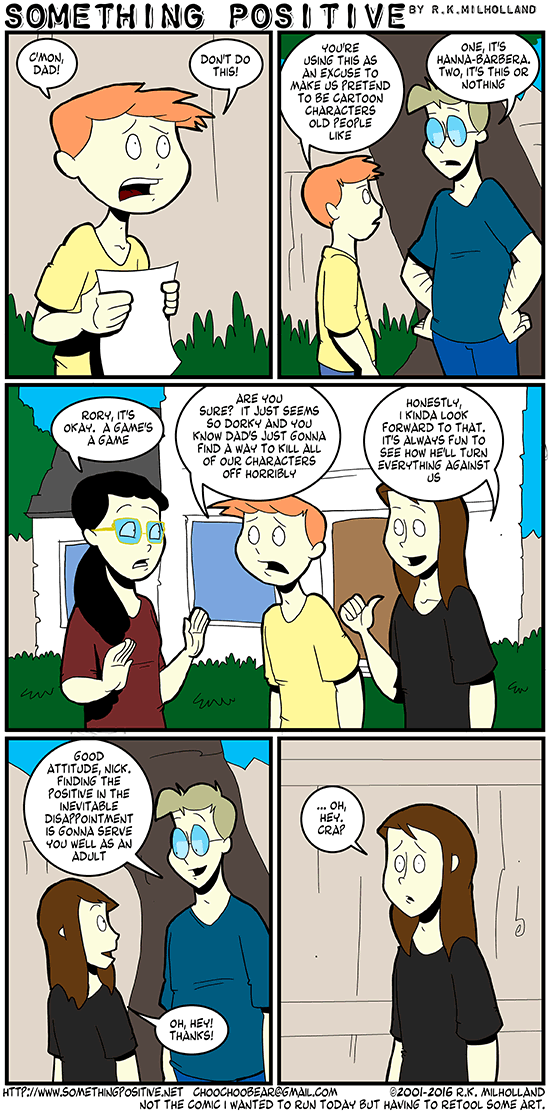 SOMETHING POSITIVE BY R.K.MILHOLLAND
C'MON,
DAD!
DON'T DO
THIS!
YOU'RE
USING THIS AS
AN EXCUSE TO
MAKE US PRETEND
TO BE CARTOON
CHARACTERS
OLD PEOPLE
LIKE
ONE, IT'S
HANNA-BARBERA.
TWO, IT'S THIS OR
NOTHING
RORY, IT'S
OKAY. A GAME'S
A GAME
ARE YOU
SURE? IT JUST SEEMS
SO DORKY AND YOU
KNOW DAD'S JUST GONNA
FIND A WAY TO KILL ALL
OF OUR CHARACTERS
OFF HORRIBLY
HONESTLY,
I KINDA LOOK
FORWARD TO THAT.
IT'S ALWAYS FUN TO
SEE HOW HE'LL TURN
EVERYTHING AGAINST
US
GOOD
ATTITUDE, NICK.
FINDING THE
POSITIVE IN THE
INEVITABLE
DISAPPOINTMENT
IS GONNA SERVE
YOU WELL AS AN
ADULT
OH, HEY!
THANKS!
... OH,
HEY.
CRAP
HTTP://WWW.SOMETHINGPOSITIVE.NET CHOOCHOOBEAR@GMAIL.COM ©2001-2016 R.K. MILHOLLAND
NOT THE COMIC I WANTED TO RUN TODAY BUT HAVING TO RETOOL SOME ART.